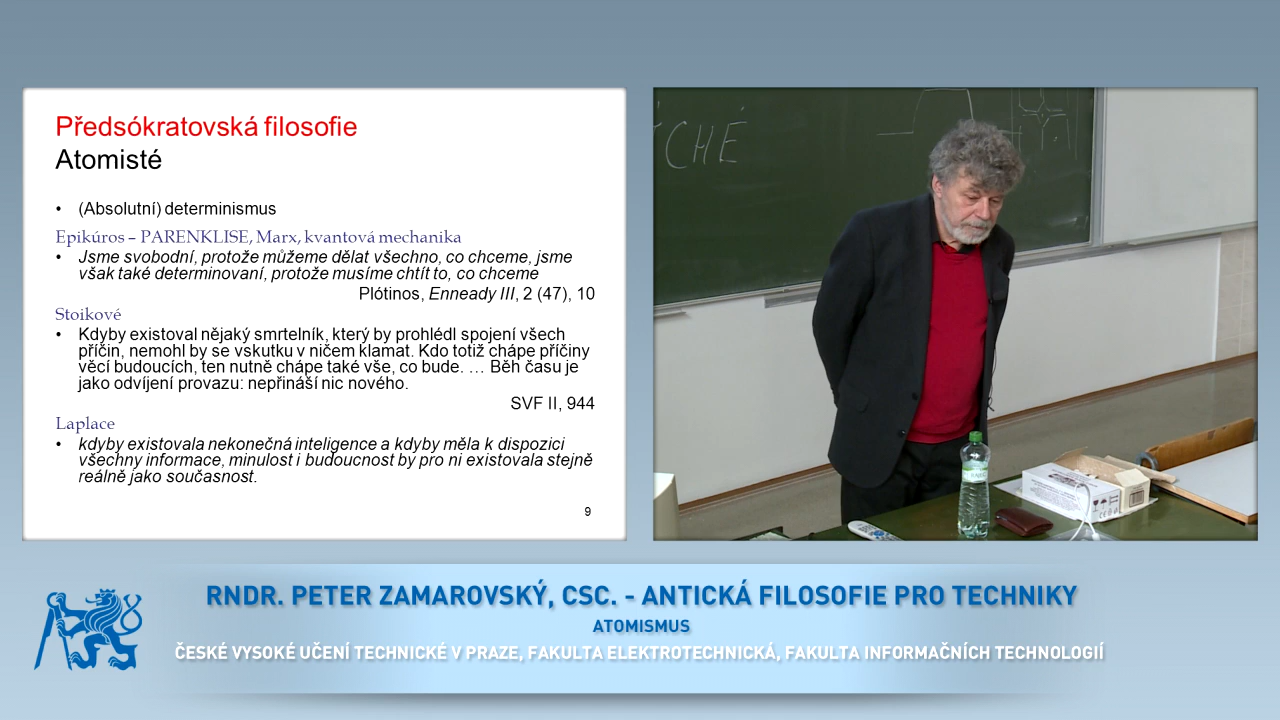 Předsókratovská filosofie
Atomisté
• (Absolutní) determinismus
Epikúros – PARENKLISE, Marx, kvantová mechanika
• Jsme svobodní, protože můžeme dělat všechno, co chceme, jsme
však také determinovaní, protože musíme chtít to, co chceme
Plótinos, Enneady III, 2 (47), 10
Stoikové
• Kdyby existoval nějaký smrtelník, který by prohlédl spojení všech
příčin, nemohl by se vskutku v ničem klamat. Kdo totiž chápe příčiny
věcí budoucích, ten nutně chápe také vše, co bude. … Běh času je
jako odvíjení provazu: nepřináší nic nového.
SVF II, 944
Laplace
• kdyby existovala nekonečná inteligence a kdyby měla k dispozici
všechny informace, minulost i budoucnost by pro ni existovala stejně
reálně jako současnost.
9
CHÉ
RNDR. PETER ZAMAROVSKÝ, CSC. - ANTICKÁ FILOSOFIE PRO TECHNIKY
ATOMISMUS
ČESKÉ VYSOKÉ UČENÍ TECHNICKÉ V PRAZE, FAKULTA ELEKTROTECHNICKÁ, FAKULTA INFORMAČNÍCH TECHNOLOGIÍ